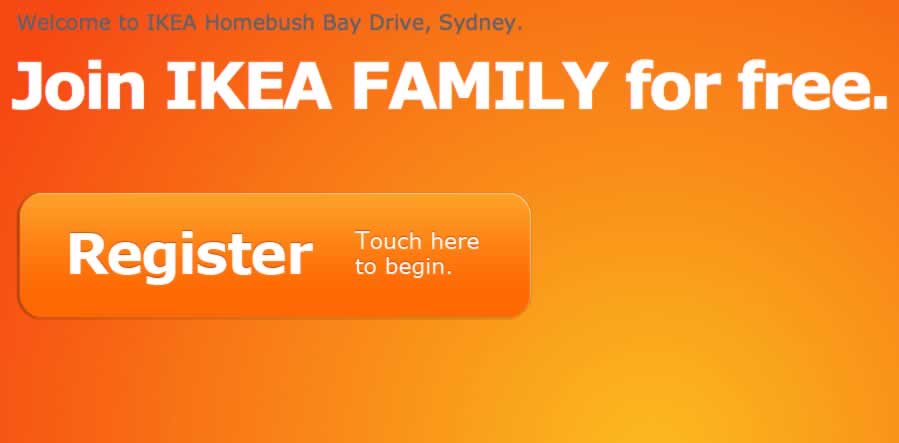 Welcome to IKEA Homebush Bay Drive, Sydney.
Join IKEA FAMILY for free.
Register
Touch here
to begin.